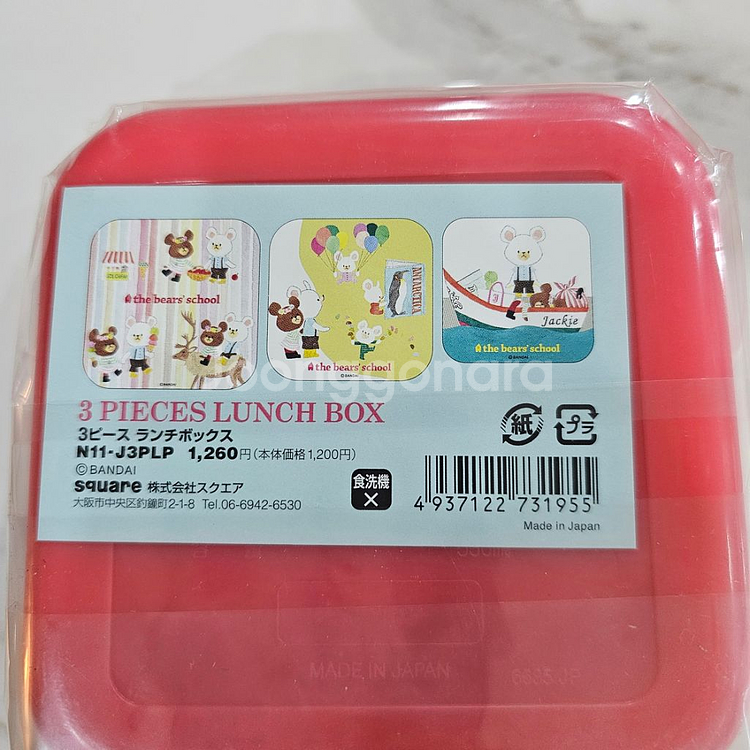 the bears' school
ANTARCTICA
the bears' school
©BANDAI
Jackie
the bears' school
©BANDAI
3 PIECES LUNCH BOX
3ピース ランチボックス
N11-J3PLP 1,260円(本体価格1,200円)
©BANDAI
square 株式会社スクエア
大阪市中央区釣鐘町2-1-8 Tel.06-6942-6530
食洗機
×
紙
プラ
4 937122 731955
Made in Japan
MADE IN JAPAN